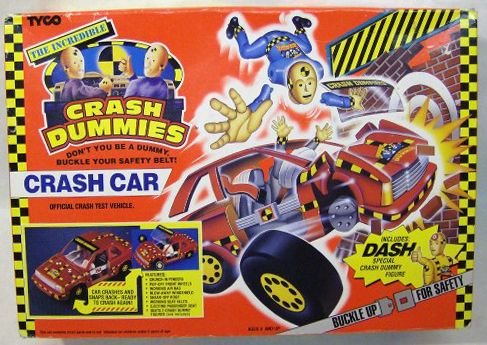 TYCO
THE INCREDIBLE
CRASH
DUMMIES
DON'T YOU BE A DUMMY,
BUCKLE YOUR SAFETY BELT!
CRASH CAR
OFFICIAL CRASH TEST VEHICLE.
CRASH DUMMIES
CAR CRASHES AND
SNAPS BACK - READY
TO CRASH AGAIN!
FEATURES:
INCLUDES:
DASH
SPECIAL
CRASH DUMMY
FIGURE
BUCKLE UP FOR SAFETY